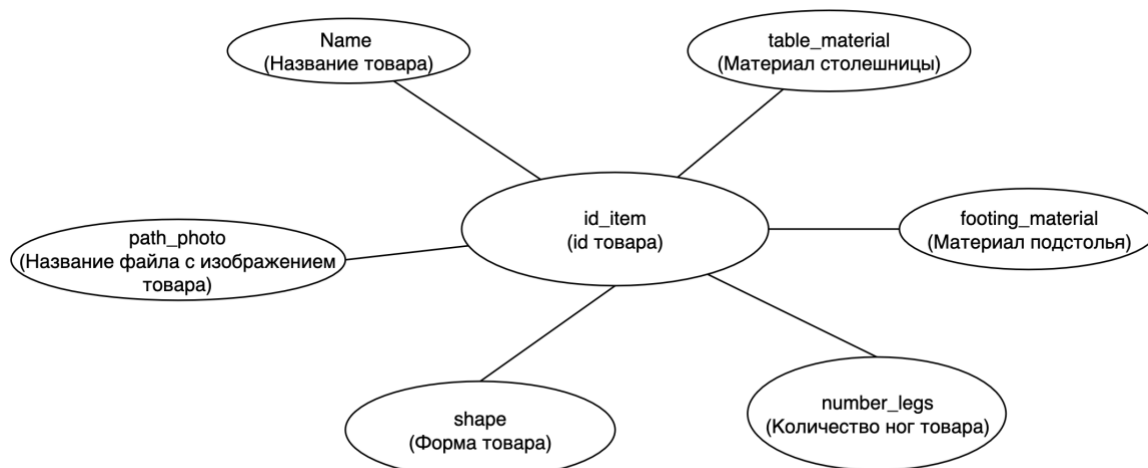 Name
(Название товара)
table_material
(Материал столешницы)
id_item
(id товара)
footing_material
(Материал подстолья)
path_photo
(Название файла с изображением
товара)
number_legs
(Количество ног товара)
shape
(Форма товара)